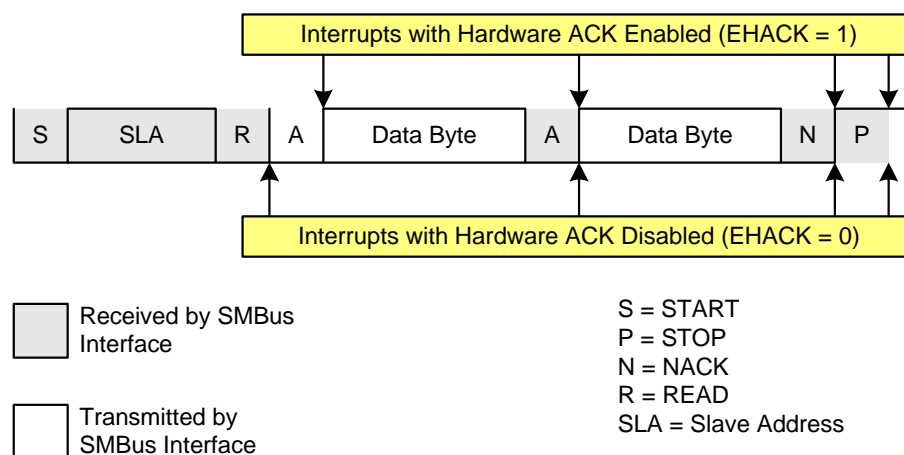 Interrupts with Hardware ACK Enabled (EHACK = 1)
S SLA R A Data Byte A Data Byte N P
Interrupts with Hardware ACK Disabled (EHACK = 0)
Received by SMBus
Interface
Transmitted by
SMBus Interface
S = START
P = STOP
N = NACK
R = READ
SLA = Slave Address